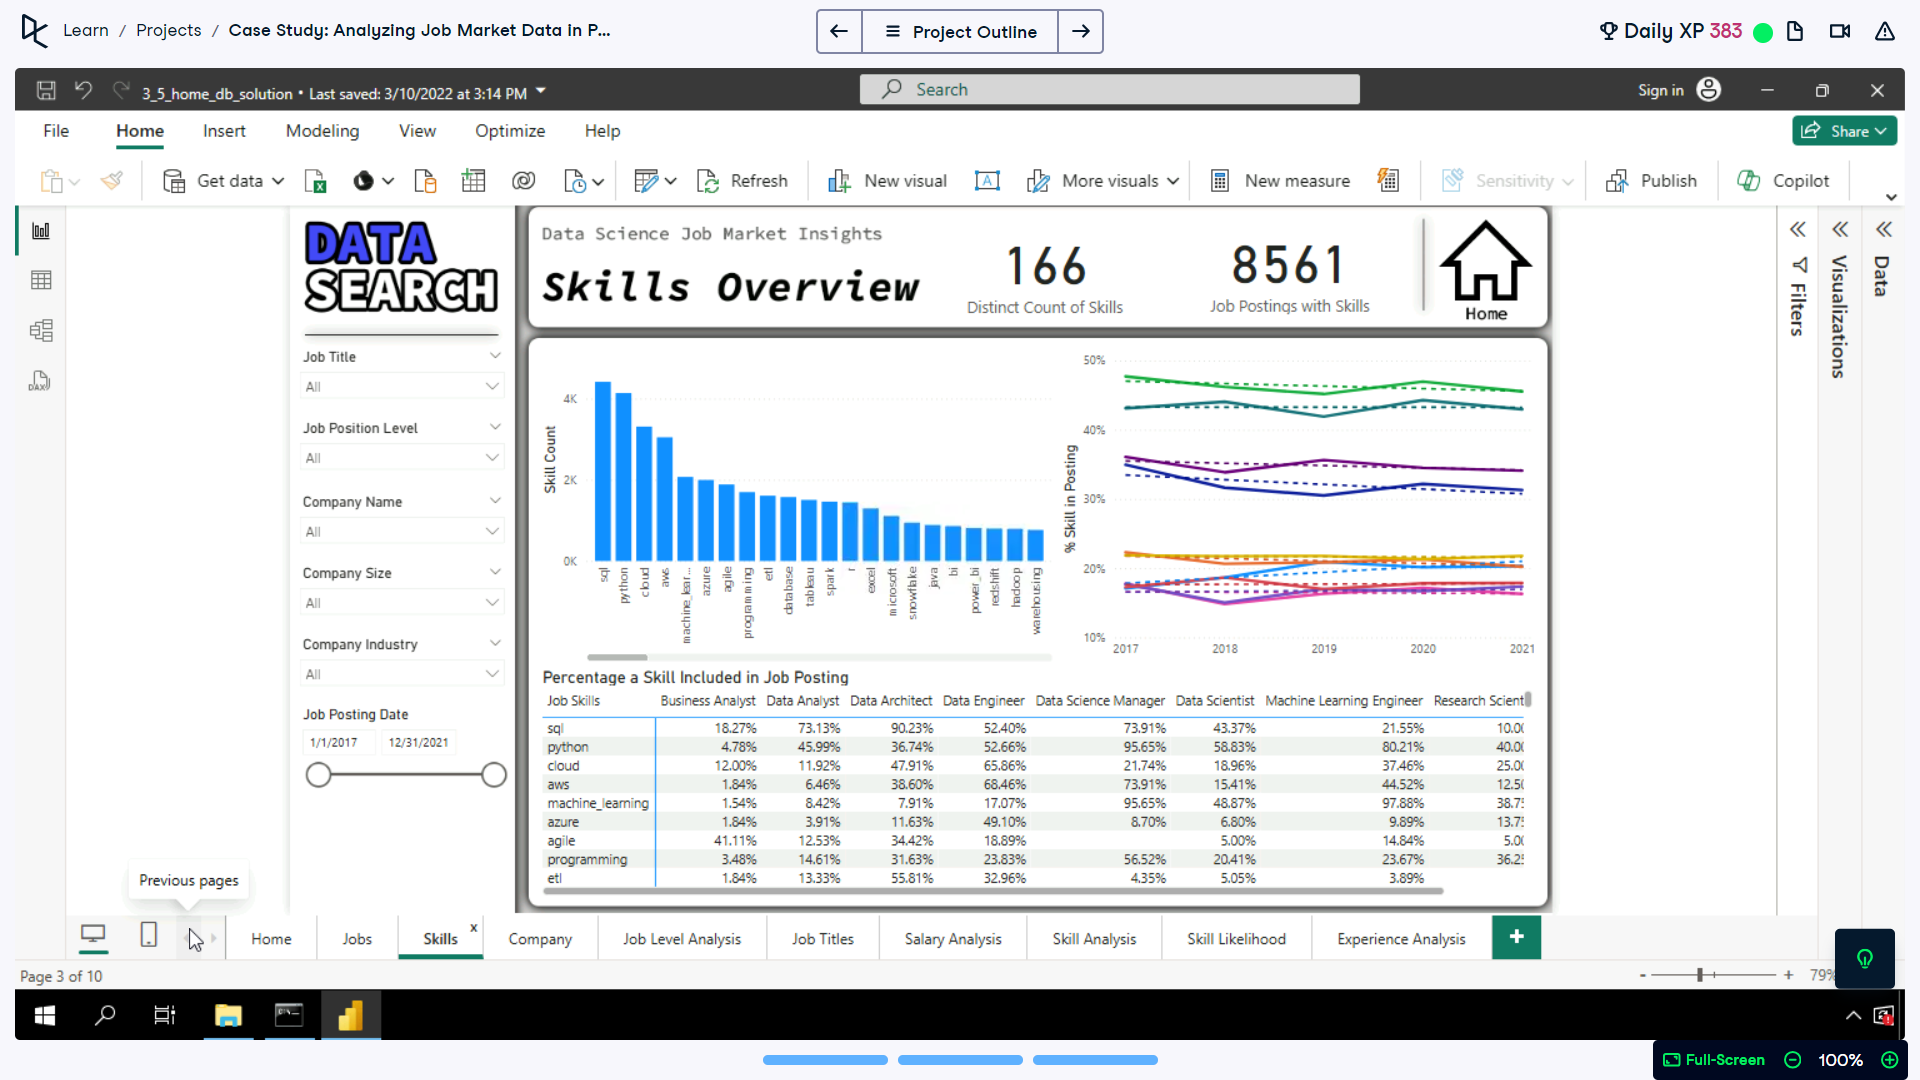 Learn / Projects / Case Study: Analyzing Job Market Data in P...
Project Outline
Daily XP 383
3_5_home_db_solution • Last saved: 3/10/2022 at 3:14 PM
Search
Sign in
File Home Insert Modeling View Optimize Help
Share
Get data
Refresh
New visual
More visuals
New measure
Sensitivity
Publish
Copilot
DATA
SEARCH
Data Science Job Market Insights
Skills Overview
166
Distinct Count of Skills
8561
Job Postings with Skills
Home
Filters
Visualizations
Data
Job Title
All
Job Position Level
All
Company Name
All
Company Size
All
Company Industry
All
Job Posting Date
1/1/2017 12/31/2021
Skill Count
4K
2K
0K
sql
python
cloud
aws
machine_lear...
azure
agile
programming
etl
database
tableau
spark
r
excel
microsoft
snowflake
java
bi
power_bi
redshift
hadoop
warehousing
% Skill in Posting
50%
40%
30%
20%
10%
2017 2018 2019 2020 2021
Percentage a Skill Included in Job Posting
Job Skills Business Analyst Data Analyst Data Architect Data Engineer Data Science Manager Data Scientist Machine Learning Engineer Research Scient
sql 18.27% 73.13% 90.23% 52.40% 73.91% 43.37% 21.55% 10.00
python 4.78% 45.99% 36.74% 52.66% 95.65% 58.83% 80.21% 40.00
cloud 12.00% 11.92% 47.91% 65.86% 21.74% 18.96% 37.46% 25.00
aws 1.84% 6.46% 38.60% 68.46% 73.91% 15.41% 44.52% 12.50
machine_learning 1.54% 8.42% 7.91% 17.07% 95.65% 48.87% 97.88% 38.75
azure 1.84% 3.91% 11.63% 49.10% 8.70% 6.80% 9.89% 13.75
agile 41.11% 12.53% 34.42% 18.89% 5.00% 14.84% 5.00
programming 3.48% 14.61% 31.63% 23.83% 56.52% 20.41% 23.67% 36.25
etl 1.84% 13.33% 55.81% 32.96% 4.35% 5.05% 3.89%
Previous pages
Home Jobs Skills x Company Job Level Analysis Job Titles Salary Analysis Skill Analysis Skill Likelihood Experience Analysis +
Page 3 of 10
- + 79%
Full-Screen 100%